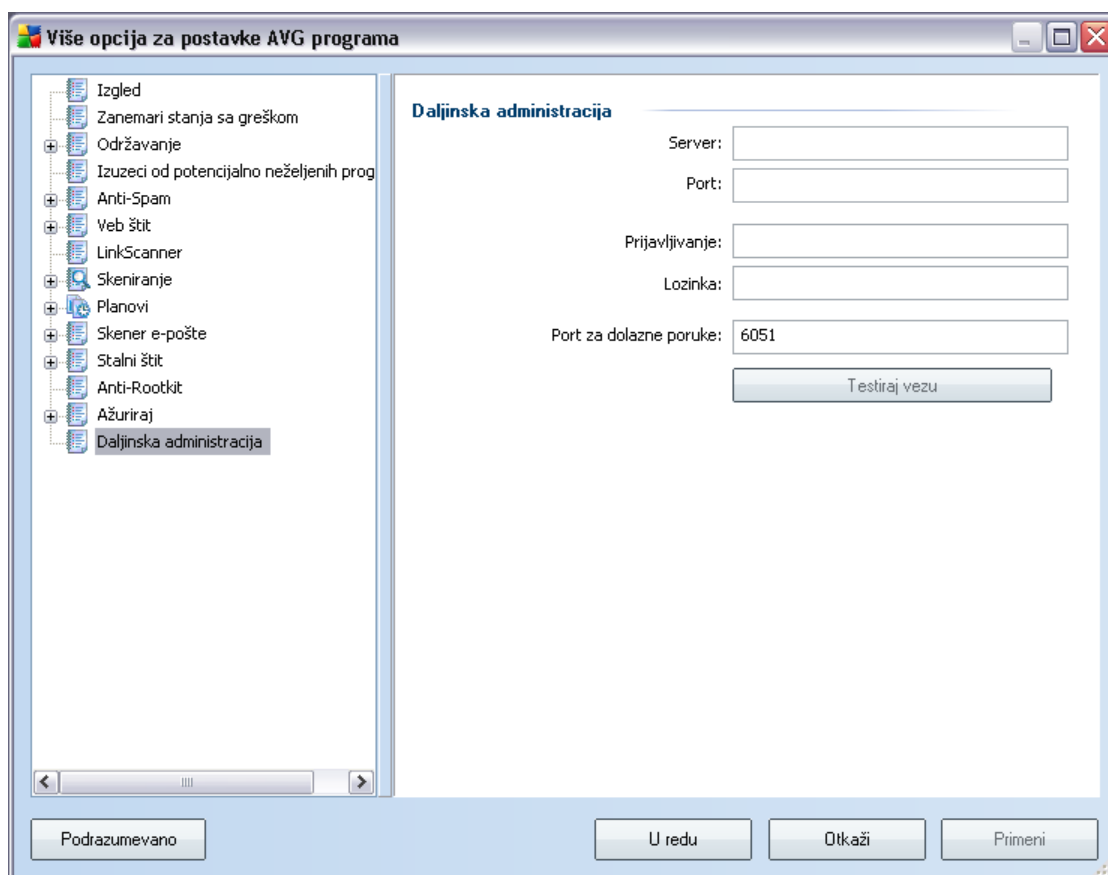 Više opcija za postavke AVG programa
Izgled
Zanemari stanja sa greškom
Održavanje
Izuzeci od potencijalno neželjenih prog
Anti-Spam
Veb štit
LinkScanner
Skeniranje
Planovi
Skener e-pošte
Stalni štit
Anti-Rootkit
Ažuriraj
Daljinska administracija
Daljinska administracija
Server:
Port:
Prijavljivanje:
Lozinka:
Port za dolazne poruke: 6051
Testiraj vezu
Podrazumevano
U redu
Otkaži
Primeni